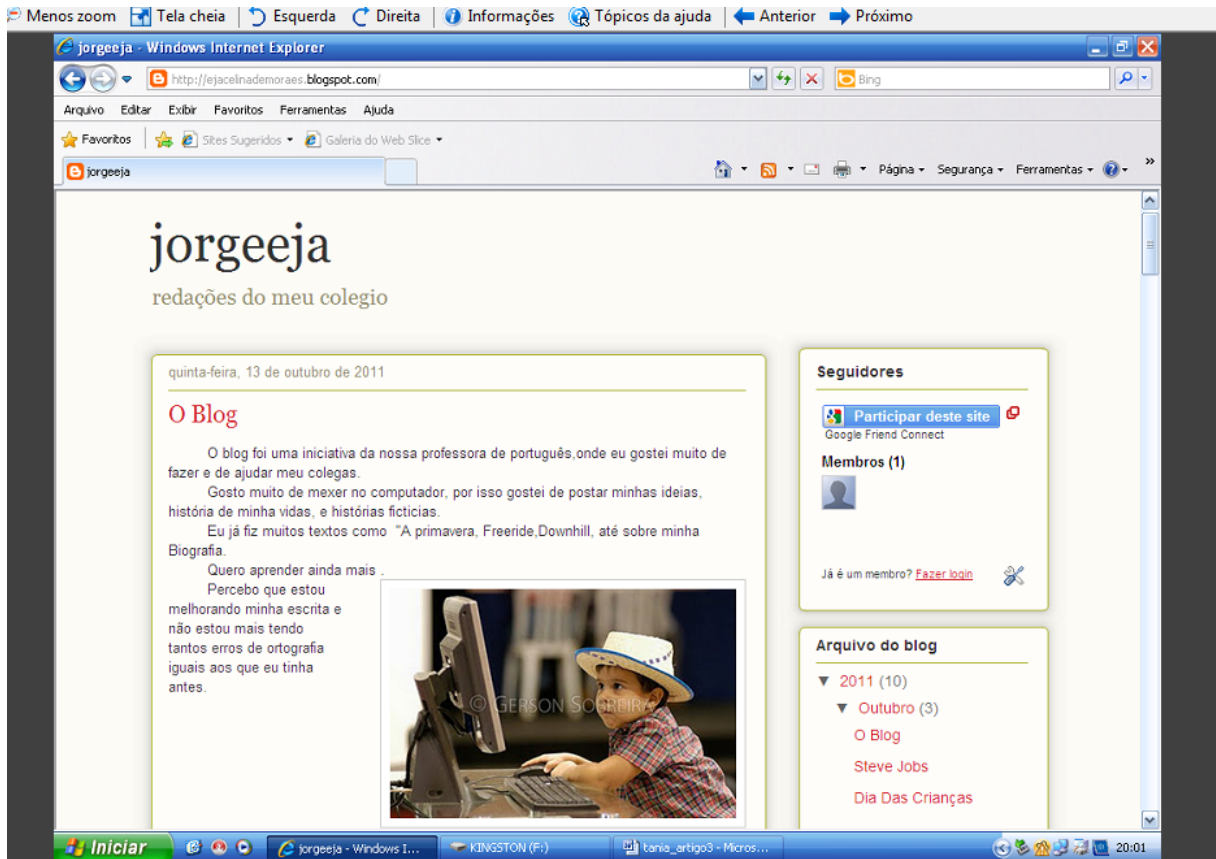 Menos zoom Tela cheia Esquerda Direita Informações Tópicos da ajuda Anterior Próximo
jorgeeja - Windows Internet Explorer
http://ejacelinademoraes.blogspot.com/ Bing
Arquivo Editar Exibir Favoritos Ferramentas Ajuda
Favoritos Sites Sugeridos Galeria do Web Slice
jorgeeja Página Segurança Ferramentas »
jorgeeja
redações do meu colegio
quinta-feira, 13 de outubro de 2011
O Blog
O blog foi uma iniciativa da nossa professora de português,onde eu gostei muito de
fazer e de ajudar meu colegas.
Gosto muito de mexer no computador, por isso gostei de postar minhas ideias,
história de minha vidas, e histórias ficticias.
Eu já fiz muitos textos como "A primavera, Freeride,Downhill, até sobre minha
Biografia.
Quero aprender ainda mais .
Percebo que estou
melhorando minha escrita e
não estou mais tendo
tantos erros de ortografia
iguais aos que eu tinha
antes.
© GERSON SOBREIRA
Seguidores
Participar deste site
Google Friend Connect
Membros (1)
Já é um membro? Fazer login
Arquivo do blog
▼ 2011 (10)
▼ Outubro (3)
O Blog
Steve Jobs
Dia Das Crianças
Iniciar jorgeeja - Windows I... KINGSTON (F:) tania_artigo3 - Micros... 20:01